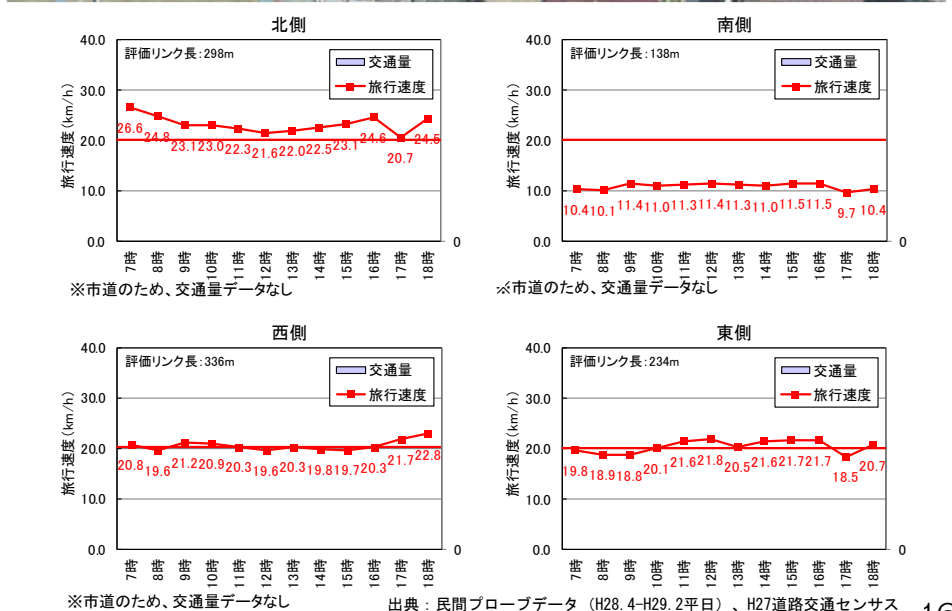 北側
評価リンク長:298m
交通量
旅行速度
旅行速度(km/h)
40.0
30.0
20.0
10.0
0.0
0
26.6 24.8 23.1 23.0 22.3 21.6 22.0 22.5 23.1 24.6 20.7 24.5
7時 8時 9時 10時 11時 12時 13時 14時 15時 16時 17時 18時
※市道のため、交通量データなし
南側
評価リンク長:138m
交通量
旅行速度
旅行速度(km/h)
40.0
30.0
20.0
10.0
0.0
0
10.4 10.1 11.4 11.0 11.3 11.4 11.3 11.0 11.5 11.5 9.7 10.4
7時 8時 9時 10時 11時 12時 13時 14時 15時 16時 17時 18時
※市道のため、交通量データなし
西側
評価リンク長:336m
交通量
旅行速度
旅行速度(km/h)
40.0
30.0
20.0
10.0
0.0
0
20.8 19.6 21.2 20.9 20.3 19.6 20.3 19.8 19.7 20.3 21.7 22.8
7時 8時 9時 10時 11時 12時 13時 14時 15時 16時 17時 18時
※市道のため、交通量データなし
東側
評価リンク長:234m
交通量
旅行速度
旅行速度(km/h)
40.0
30.0
20.0
10.0
0.0
0
19.8 18.9 18.8 20.1 21.6 21.8 20.5 21.6 21.7 21.7 18.5 20.7
7時 8時 9時 10時 11時 12時 13時 14時 15時 16時 17時 18時
出典:民間プローブデータ (H28.4-H29.2平日)、H27道路交通センサス